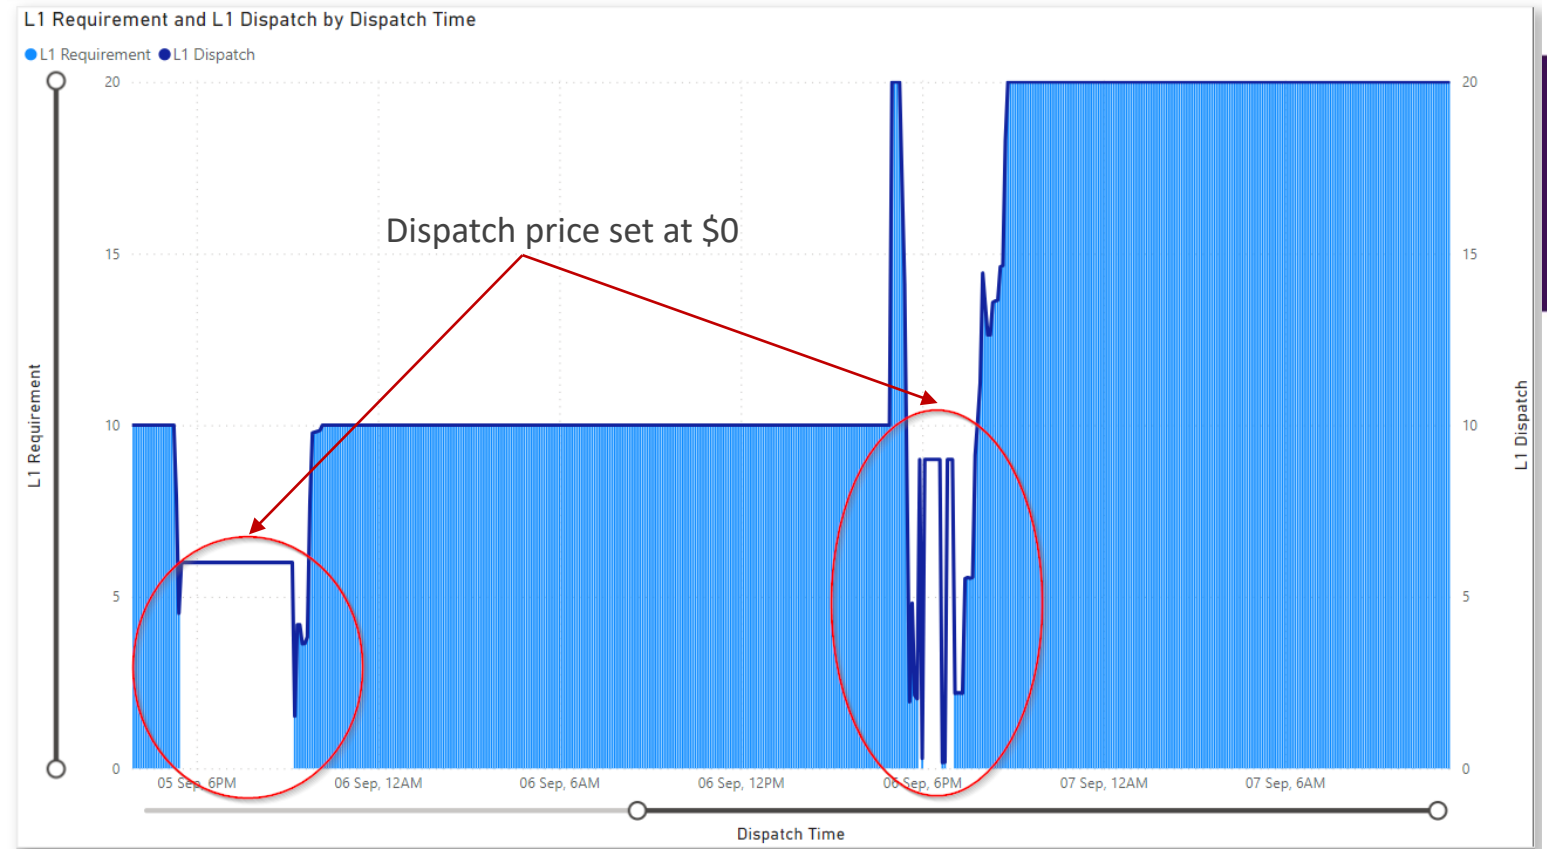 L1 Requirement and L1 Dispatch by Dispatch Time
L1 Requirement L1 Dispatch
20 20
Dispatch price set at $0
15 15
10 10
5 5
0 0
L1 Requirement
L1 Dispatch
05 Sep, 6PM 06 Sep, 12AM 06 Sep, 6AM 06 Sep, 12PM 06 Sep, 6PM 07 Sep, 12AM 07 Sep, 6AM
Dispatch Time